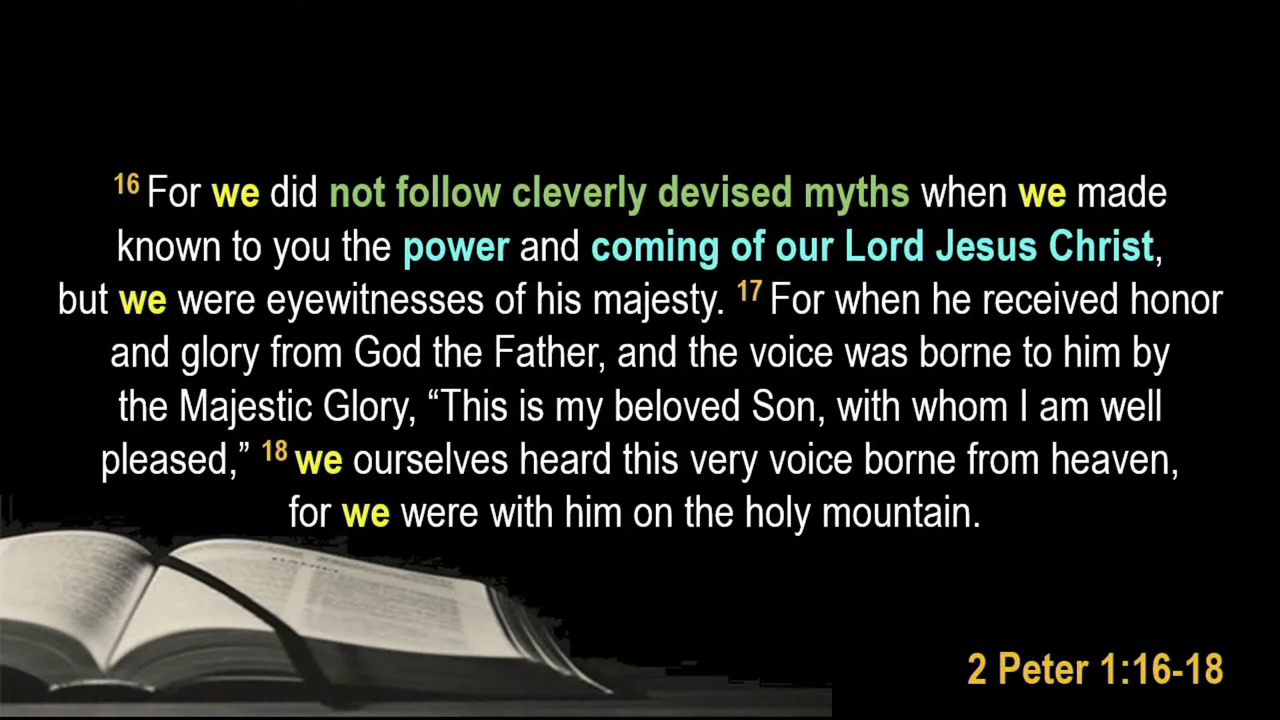 16 For we did not follow cleverly devised myths when we made
known to you the power and coming of our Lord Jesus Christ,
but we were eyewitnesses of his majesty. 17 For when he received honor
and glory from God the Father, and the voice was borne to him by
the Majestic Glory, “This is my beloved Son, with whom I am well
pleased,” 18 we ourselves heard this very voice borne from heaven,
for we were with him on the holy mountain.
2 Peter 1:16-18